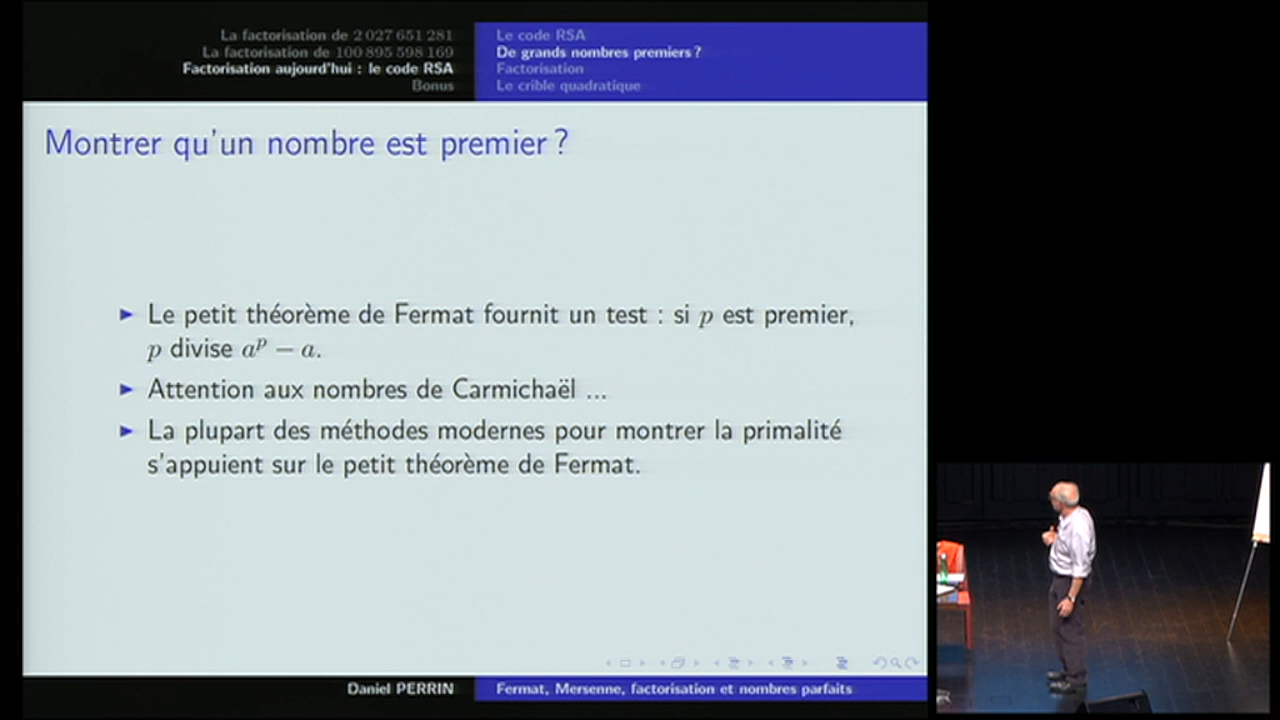 La factorisation de 2 027 651 281
La factorisation de 100 895 598 169
Factorisation aujourd'hui : le code RSA
Bonus
Le code RSA
De grands nombres premiers ?
Factorisation
Le crible quadratique
Montrer qu'un nombre est premier ?
► Le petit théorème de Fermat fournit un test : si p est premier,
p divise a^p − a.
► Attention aux nombres de Carmichaël ...
► La plupart des méthodes modernes pour montrer la primalité
s'appuient sur le petit théorème de Fermat.
Daniel PERRIN
Fermat, Mersenne, factorisation et nombres parfaits